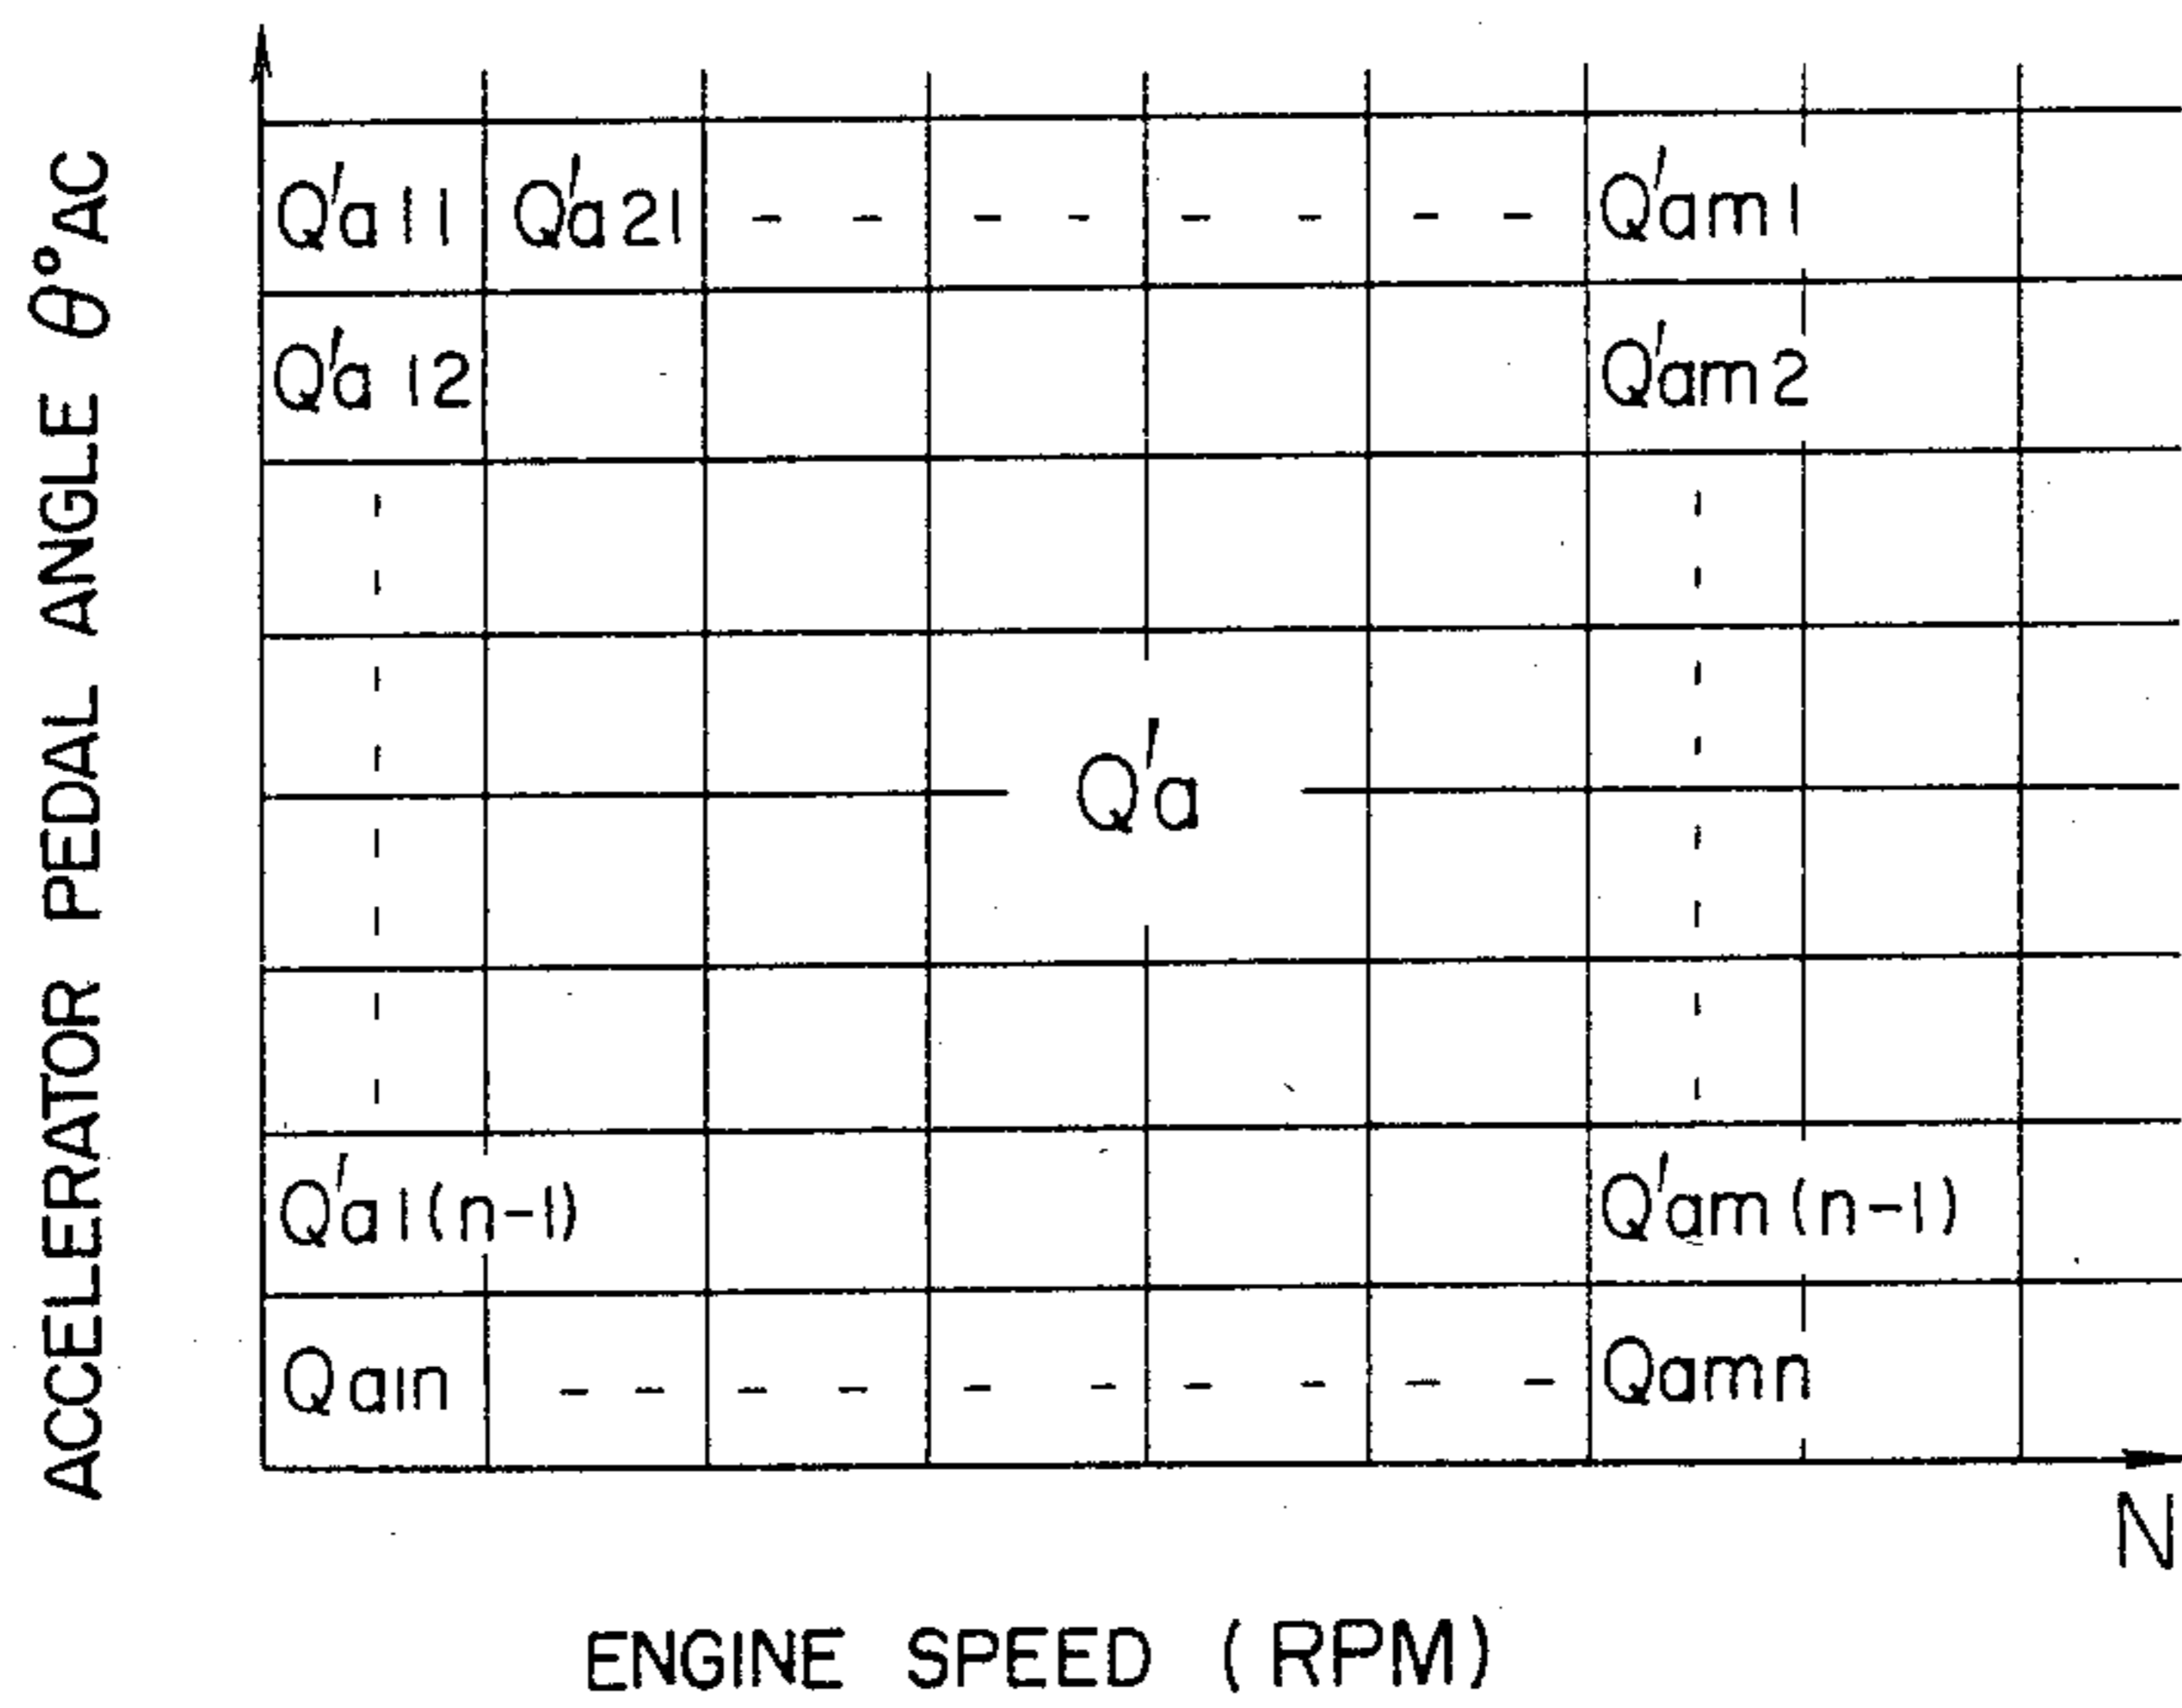 ACCELERATOR PEDAL ANGLE θ°AC
Q'a11 Q'a21 Q'am1
Q'a12 Q'am2
Q'a
Q'a1(n-1) Q'am(n-1)
Qa1n Qamn
N
ENGINE SPEED (RPM)